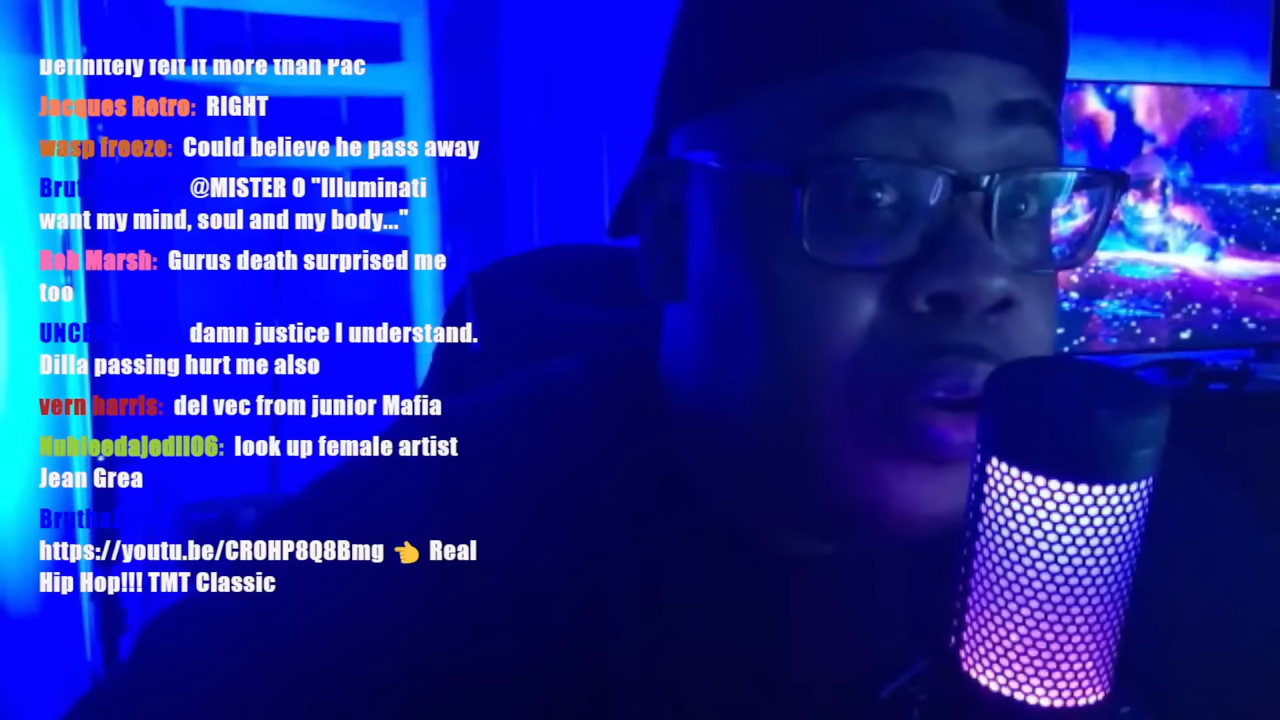 Definitely felt it more than Pac
Jacques Retro: RIGHT
wasp freeze: Could believe he pass away
@MISTER O "Illuminati
want my mind, soul and my body..."
Rob Marsh: Gurus death surprised me
too
damn justice I understand.
Dilla passing hurt me also
vern harris: del vec from junior Mafia
Nubieedajedii06: look up female artist
Jean Grea
https://youtu.be/CROHP8Q8Bmg 👈 Real
Hip Hop!!! TMT Classic